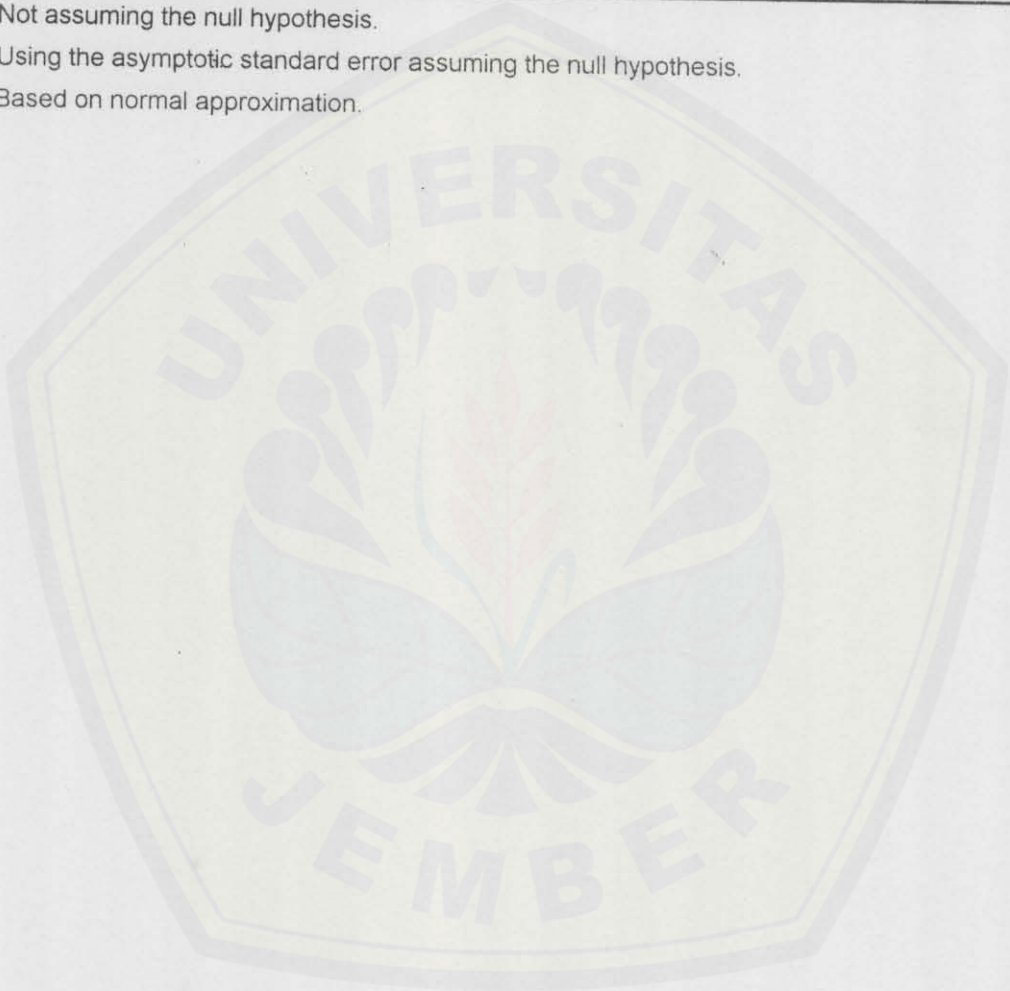 Not assuming the null hypothesis.
Using the asymptotic standard error assuming the null hypothesis.
Based on normal approximation.
UNIVERSITAS
JEMBER